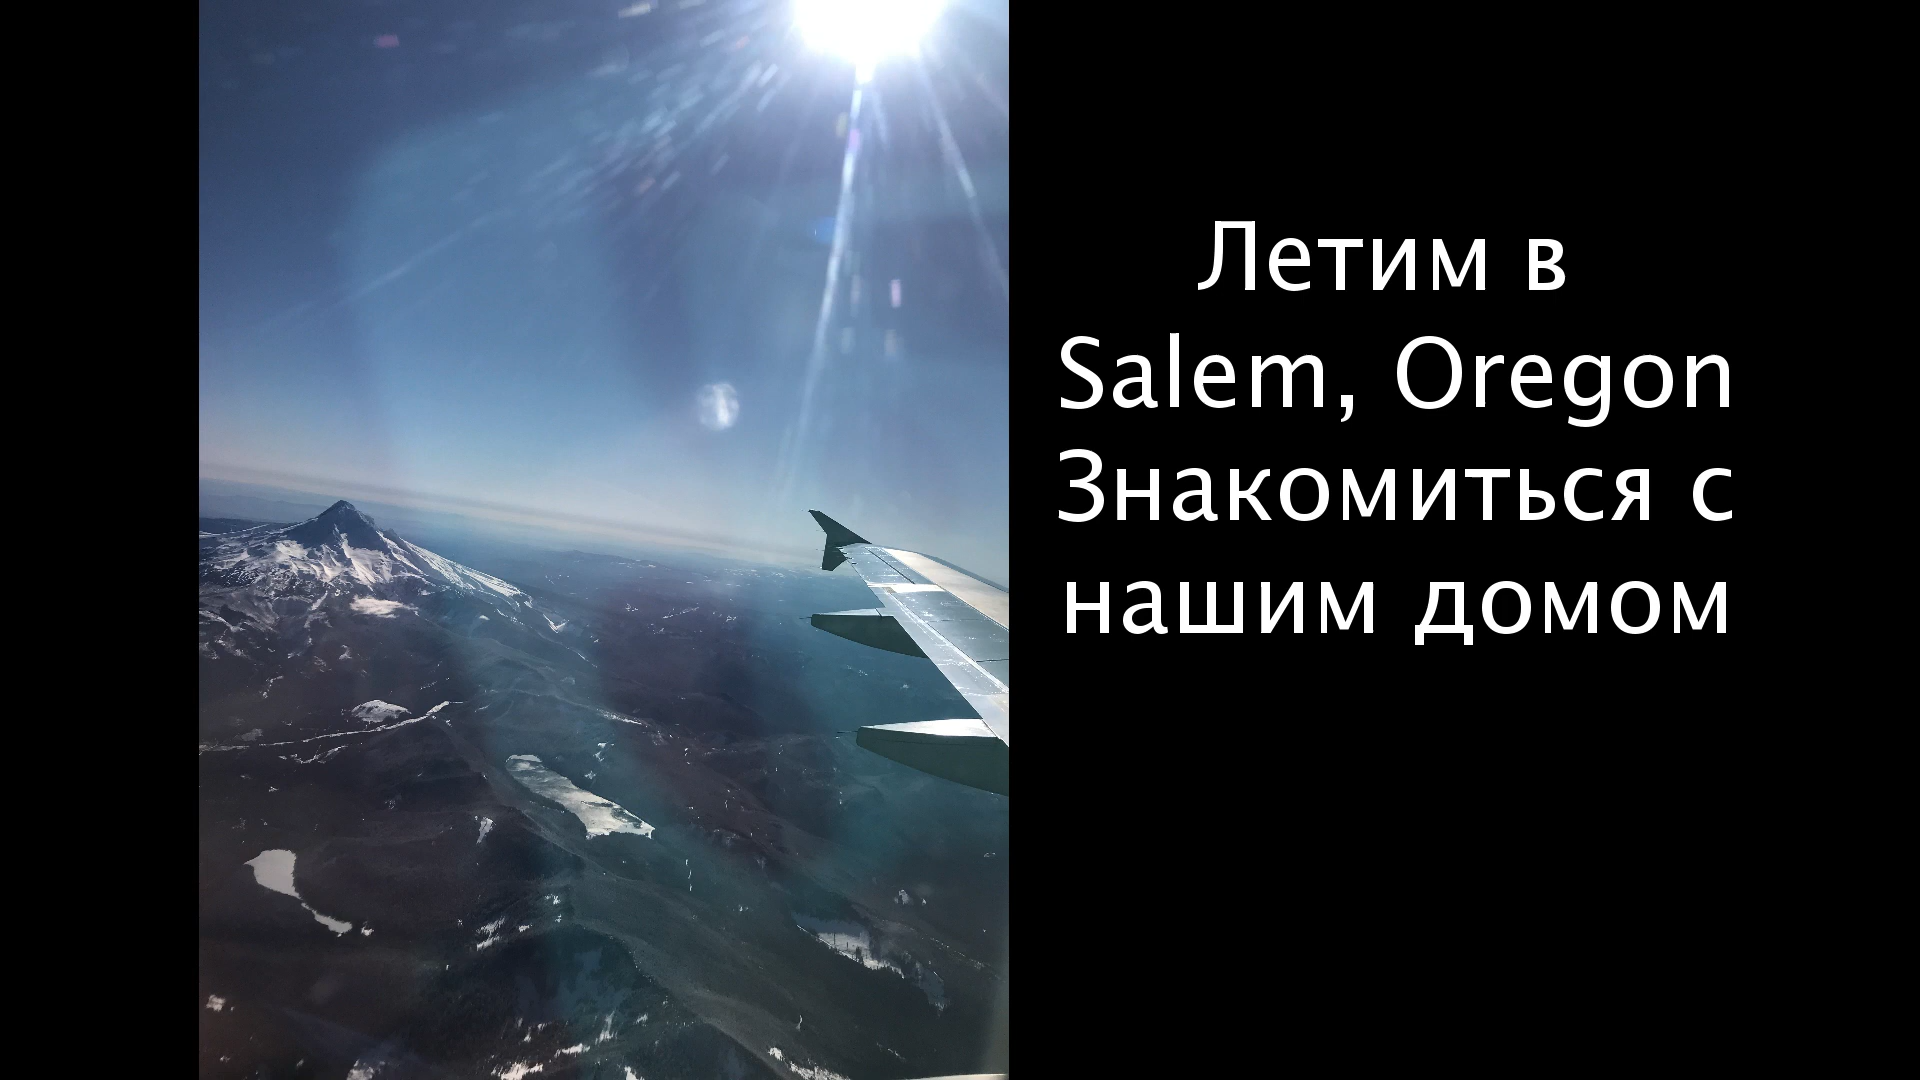 Летим в
Salem, Oregon
Знакомиться с
нашим домом